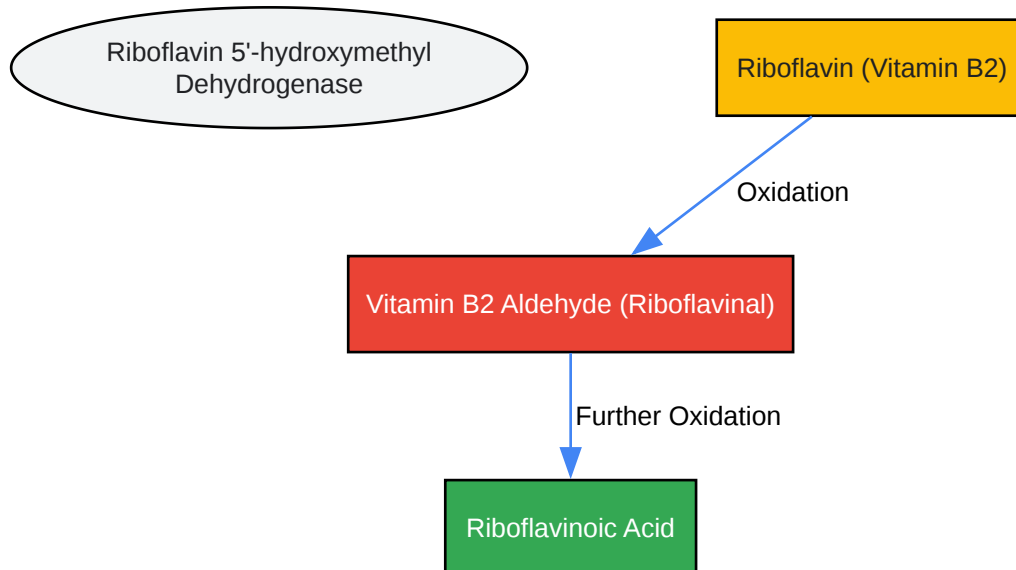 Riboflavin 5'-hydroxymethyl
Dehydrogenase
Riboflavin (Vitamin B2)
Oxidation
Vitamin B2 Aldehyde (Riboflavinal)
Further Oxidation
Riboflavinoic Acid